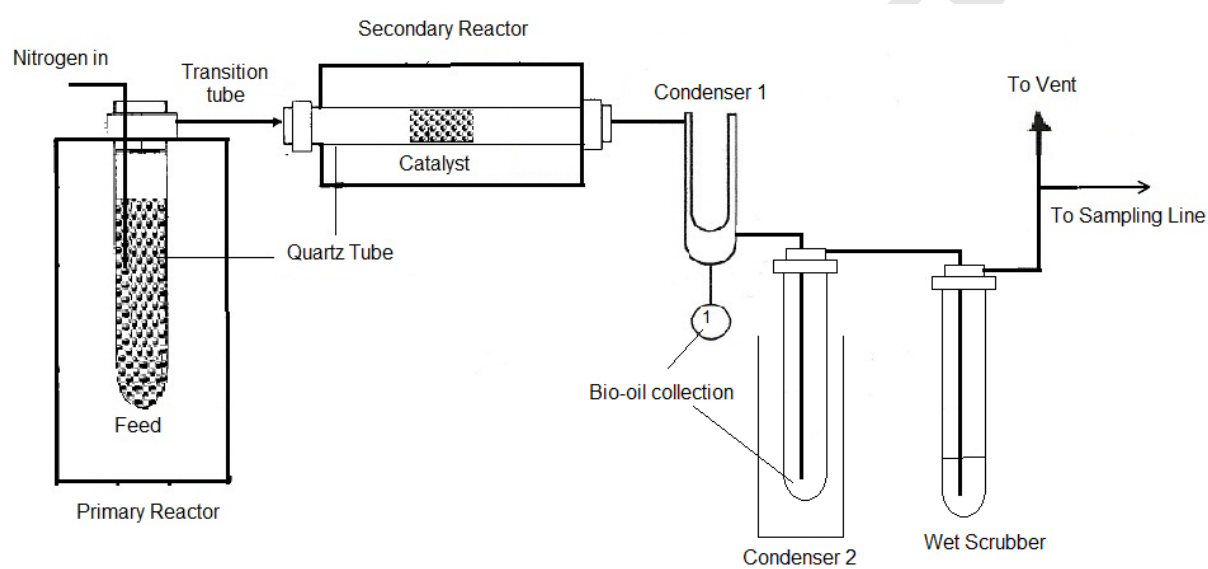 Secondary Reactor
Nitrogen in
Transition
tube
Condenser 1
To Vent
Catalyst
To Sampling Line
Quartz Tube
1
Bio-oil collection
Feed
Primary Reactor
Wet Scrubber
Condenser 2